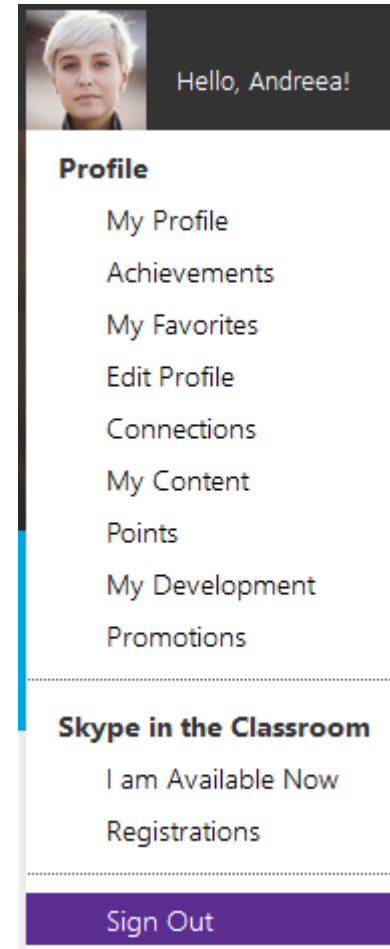 Hello, Andreea!
Profile
My Profile
Achievements
My Favorites
Edit Profile
Connections
My Content
Points
My Development
Promotions
Skype in the Classroom
I am Available Now
Registrations
Sign Out